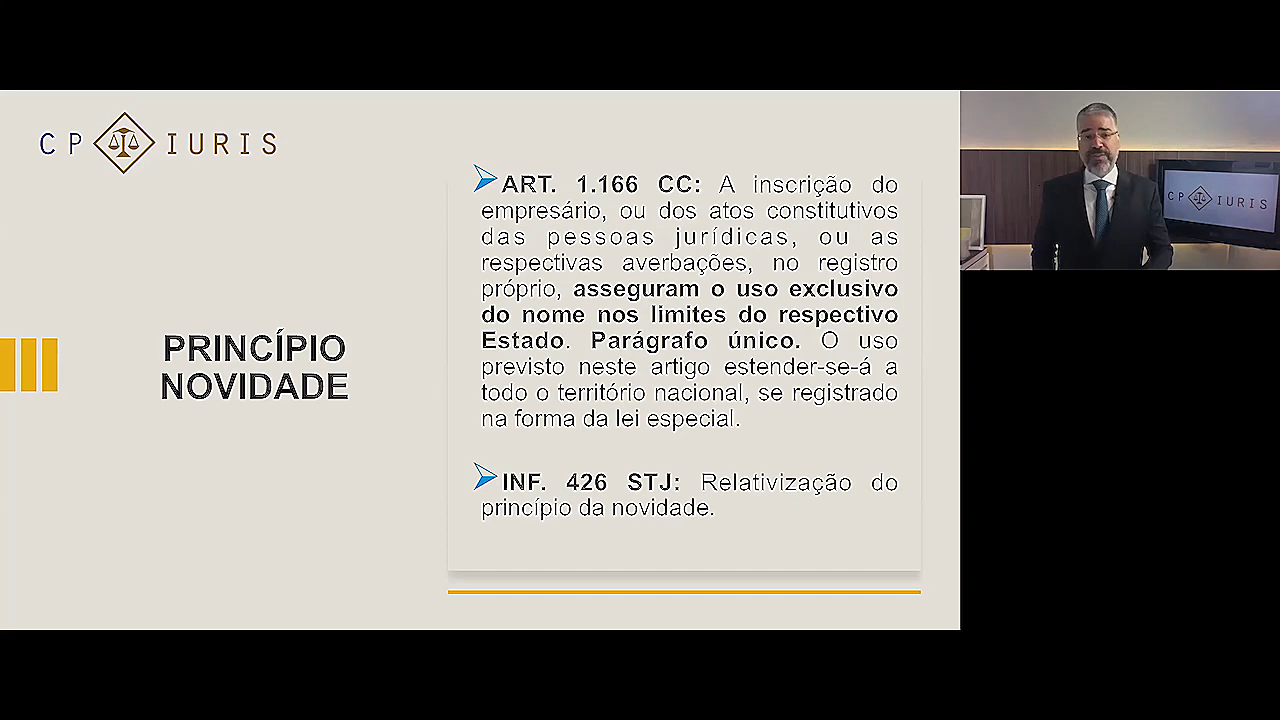 CP IURIS
ART. 1.166 CC: A inscrição do
empresário, ou dos atos constitutivos
das pessoas jurídicas, ou as
respectivas averbações, no registro
próprio, asseguram o uso exclusivo
do nome nos limites do respectivo
Estado. Parágrafo único. O uso
previsto neste artigo estender-se-á a
todo o território nacional, se registrado
na forma da lei especial.
INF. 426 STJ: Relativização do
princípio da novidade.
PRINCÍPIO
NOVIDADE
CP IURIS